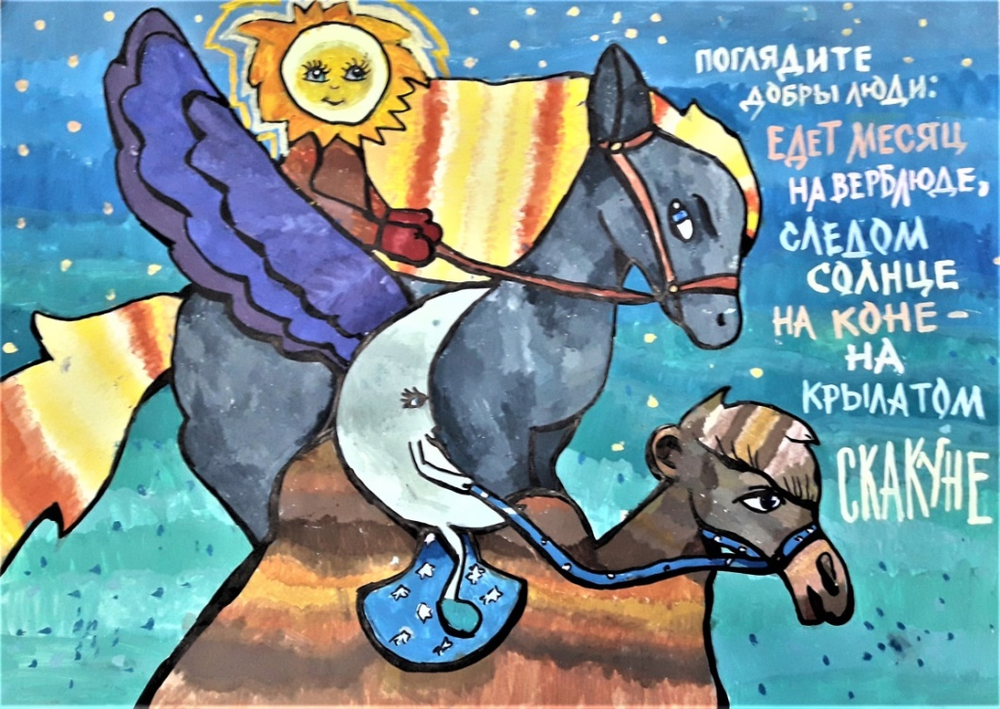 ПОГЛЯДИТЕ
ДОБРЫ ЛЮДИ:
ЕДЕТ МЕСЯЦ
НА ВЕРБЛЮДЕ,
СЛЕДОМ
СОЛНЦЕ
НА КОНЕ –
НА
КРЫЛАТОМ
СКАКУНЕ